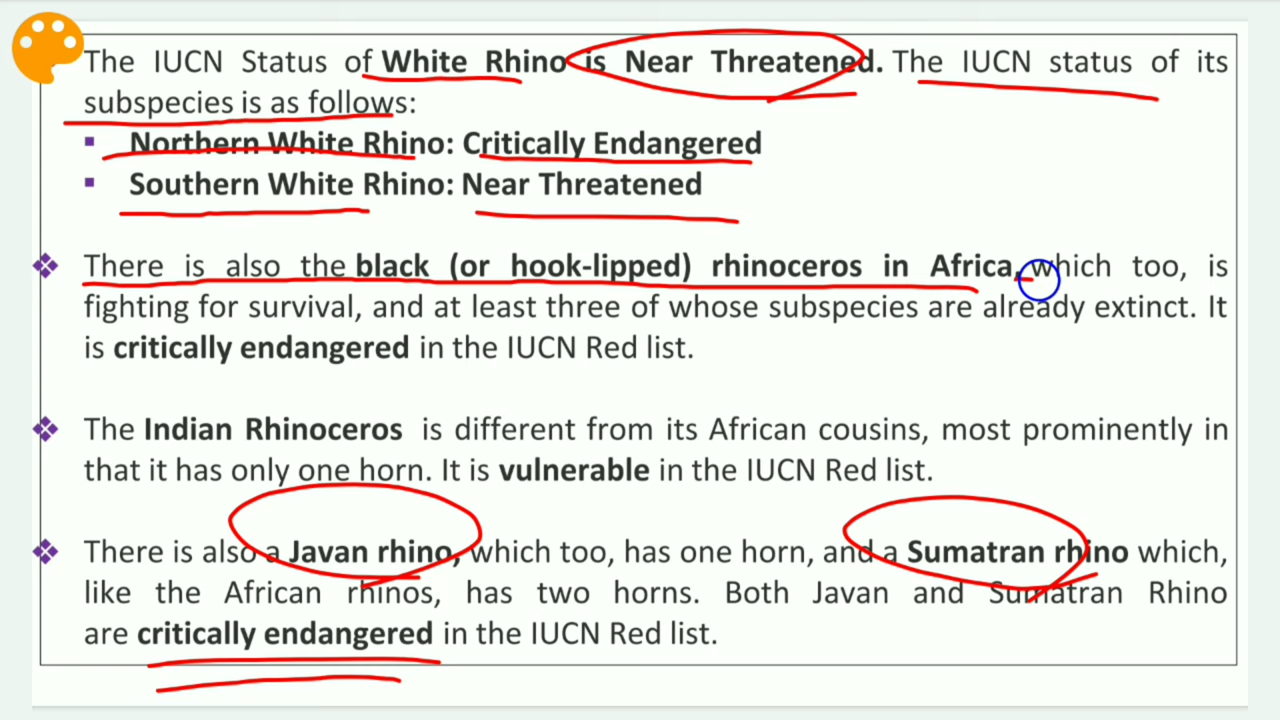 The IUCN Status of White Rhino is Near Threatened. The IUCN status of its
subspecies is as follows:
▪ Northern White Rhino: Critically Endangered
▪ Southern White Rhino: Near Threatened
❖ There is also the black (or hook-lipped) rhinoceros in Africa, which too, is
fighting for survival, and at least three of whose subspecies are already extinct. It
is critically endangered in the IUCN Red list.
❖ The Indian Rhinoceros is different from its African cousins, most prominently in
that it has only one horn. It is vulnerable in the IUCN Red list.
❖ There is also a Javan rhino, which too, has one horn, and a Sumatran rhino which,
like the African rhinos, has two horns. Both Javan and Sumatran Rhino
are critically endangered in the IUCN Red list.